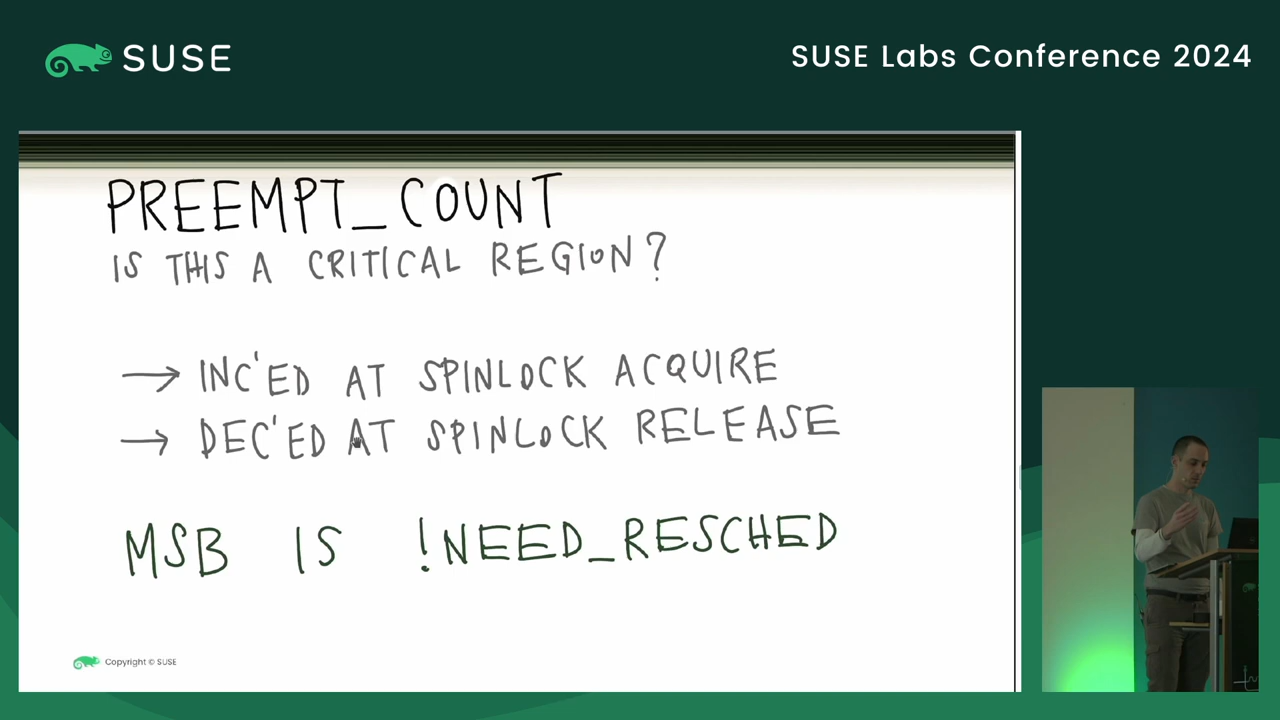 SUSE
SUSE Labs Conference 2024
PREEMPT_COUNT
IS THIS A CRITICAL REGION?
→ INC'ED AT SPINLOCK ACQUIRE
→ DEC'ED AT SPINLOCK RELEASE
MSB IS !NEED_RESCHED
Copyright © SUSE